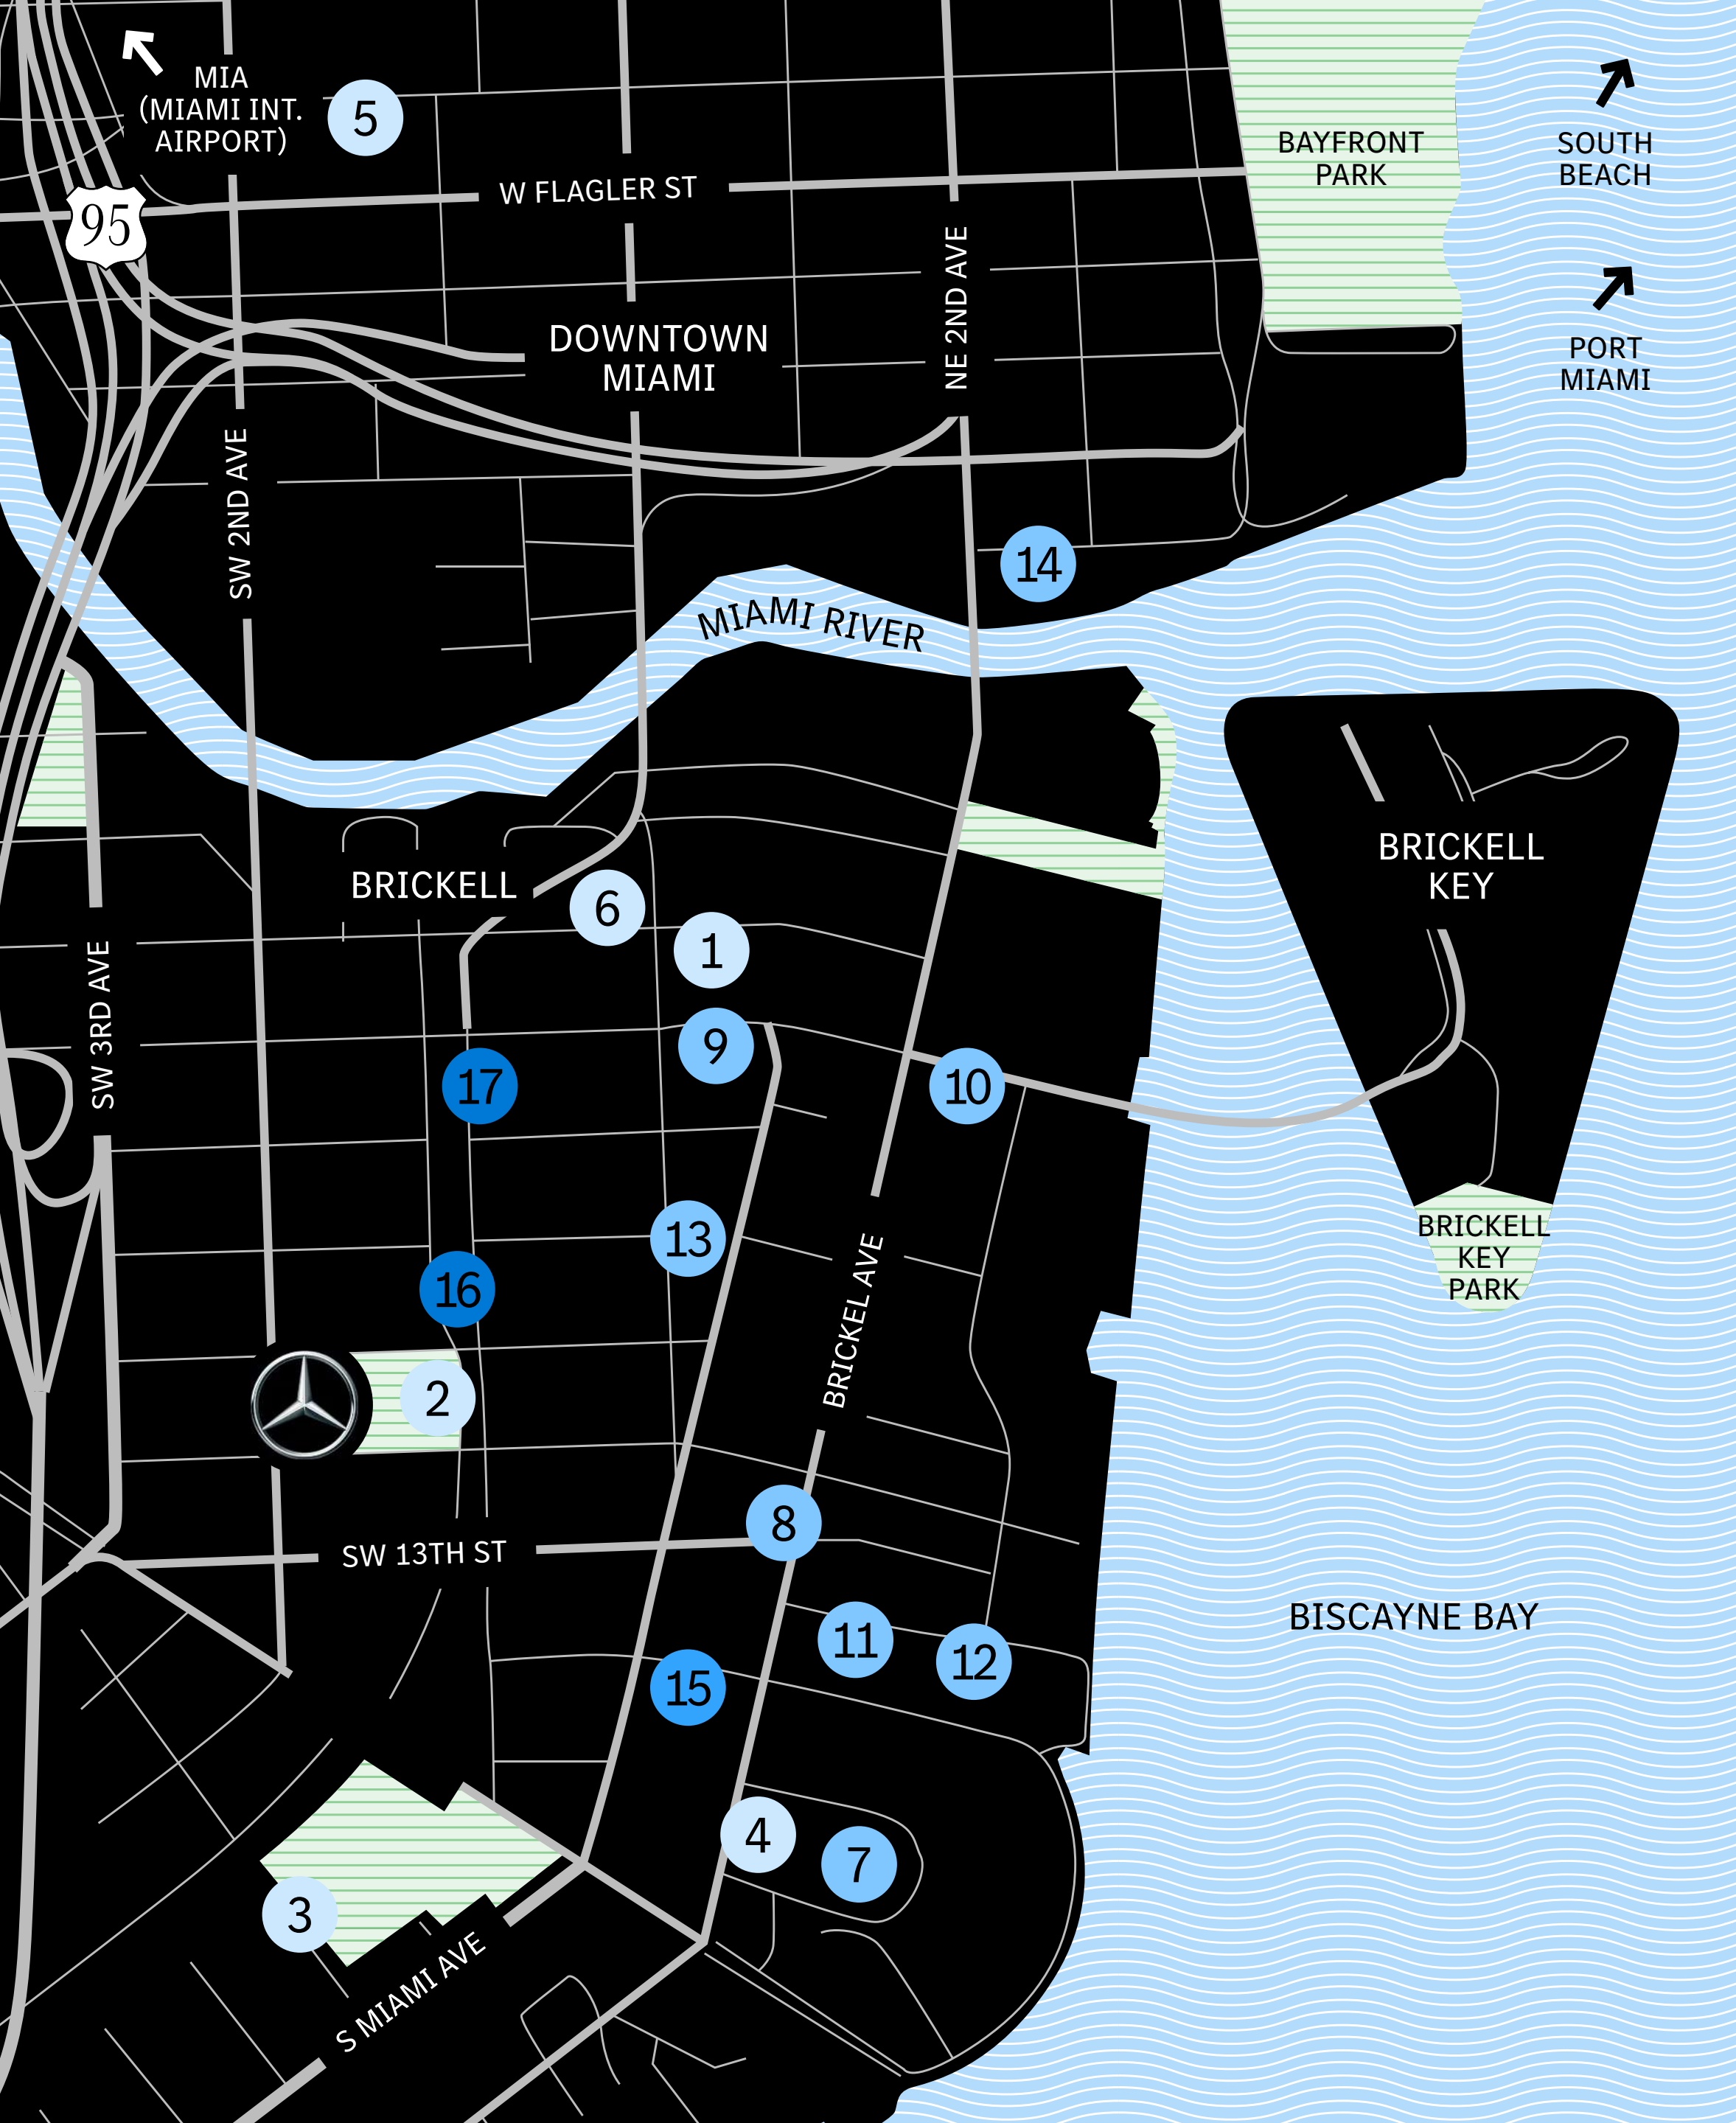 MIA
(MIAMI INT.
AIRPORT)
5
95
W FLAGLER ST
BAYFRONT
PARK
SOUTH
BEACH
PORT
MIAMI
NE 2ND AVE
DOWNTOWN
MIAMI
SW 2ND AVE
14
MIAMI RIVER
BRICKELL
BRICKELL
KEY
6
1
SW 3RD AVE
9
17
10
13
BRICKELL
KEY
PARK
16
BRICKEL AVE
2
8
SW 13TH ST
BISCAYNE BAY
11
12
15
4
7
3
S MIAMI AVE